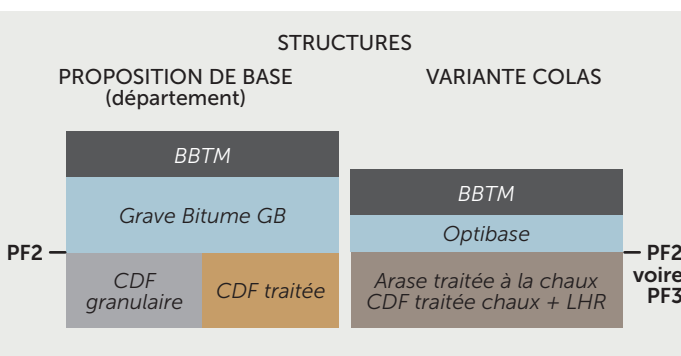 STRUCTURES
PROPOSITION DE BASE
(département)
BBTM
Grave Bitume GB
PF2
CDF
granulaire
CDF traitée
VARIANTE COLAS
BBTM
Optibase
Arase traitée à la chaux
CDF traitée chaux + LHR
PF2
voire
PF3